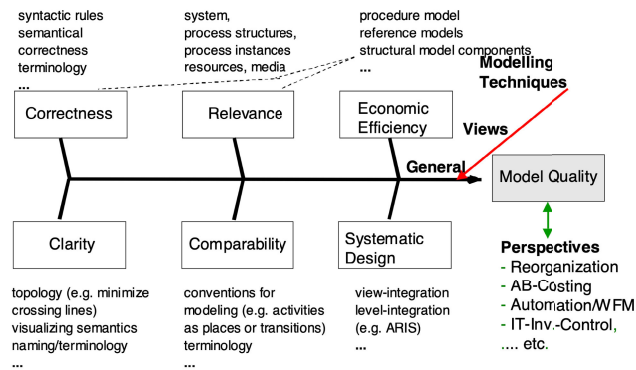 syntactic rules
semantical
correctness
terminology
...
system,
process structures,
process instances
resources, media
procedure model
reference models
structural model components
...
Modelling
Techniques
Correctness
Relevance
Economic
Efficiency
Views
General
Model Quality
Clarity
Comparability
Systematic
Design
topology (e.g. minimize
crossing lines)
visualizing semantics
naming/terminology
...
conventions for
modeling (e.g. activities
as places or transitions)
terminology
...
view-integration
level-integration
(e.g. ARIS)
...
Perspectives
- Reorganization
- AB-Costing
- Automation/WFM
- IT-Inv.-Control,
.... etc.